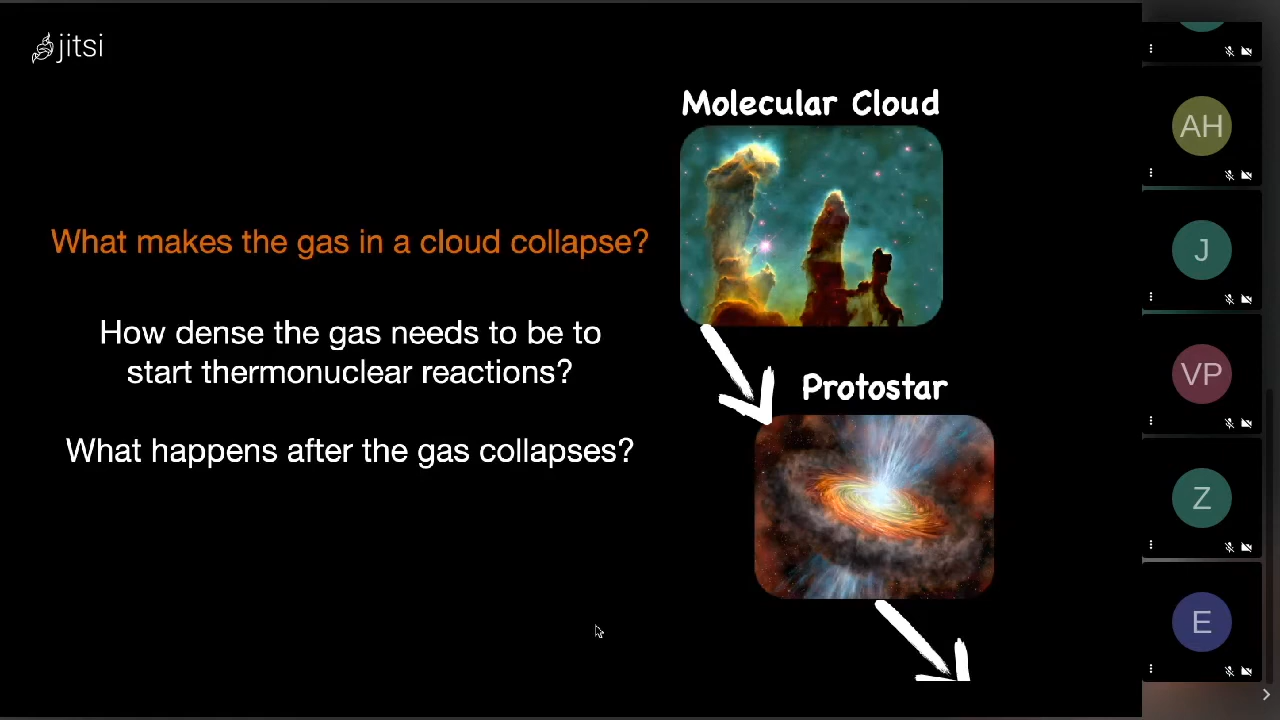 jitsi
Molecular Cloud
What makes the gas in a cloud collapse?
How dense the gas needs to be to
start thermonuclear reactions?
Protostar
What happens after the gas collapses?
AH
J
VP
Z
E